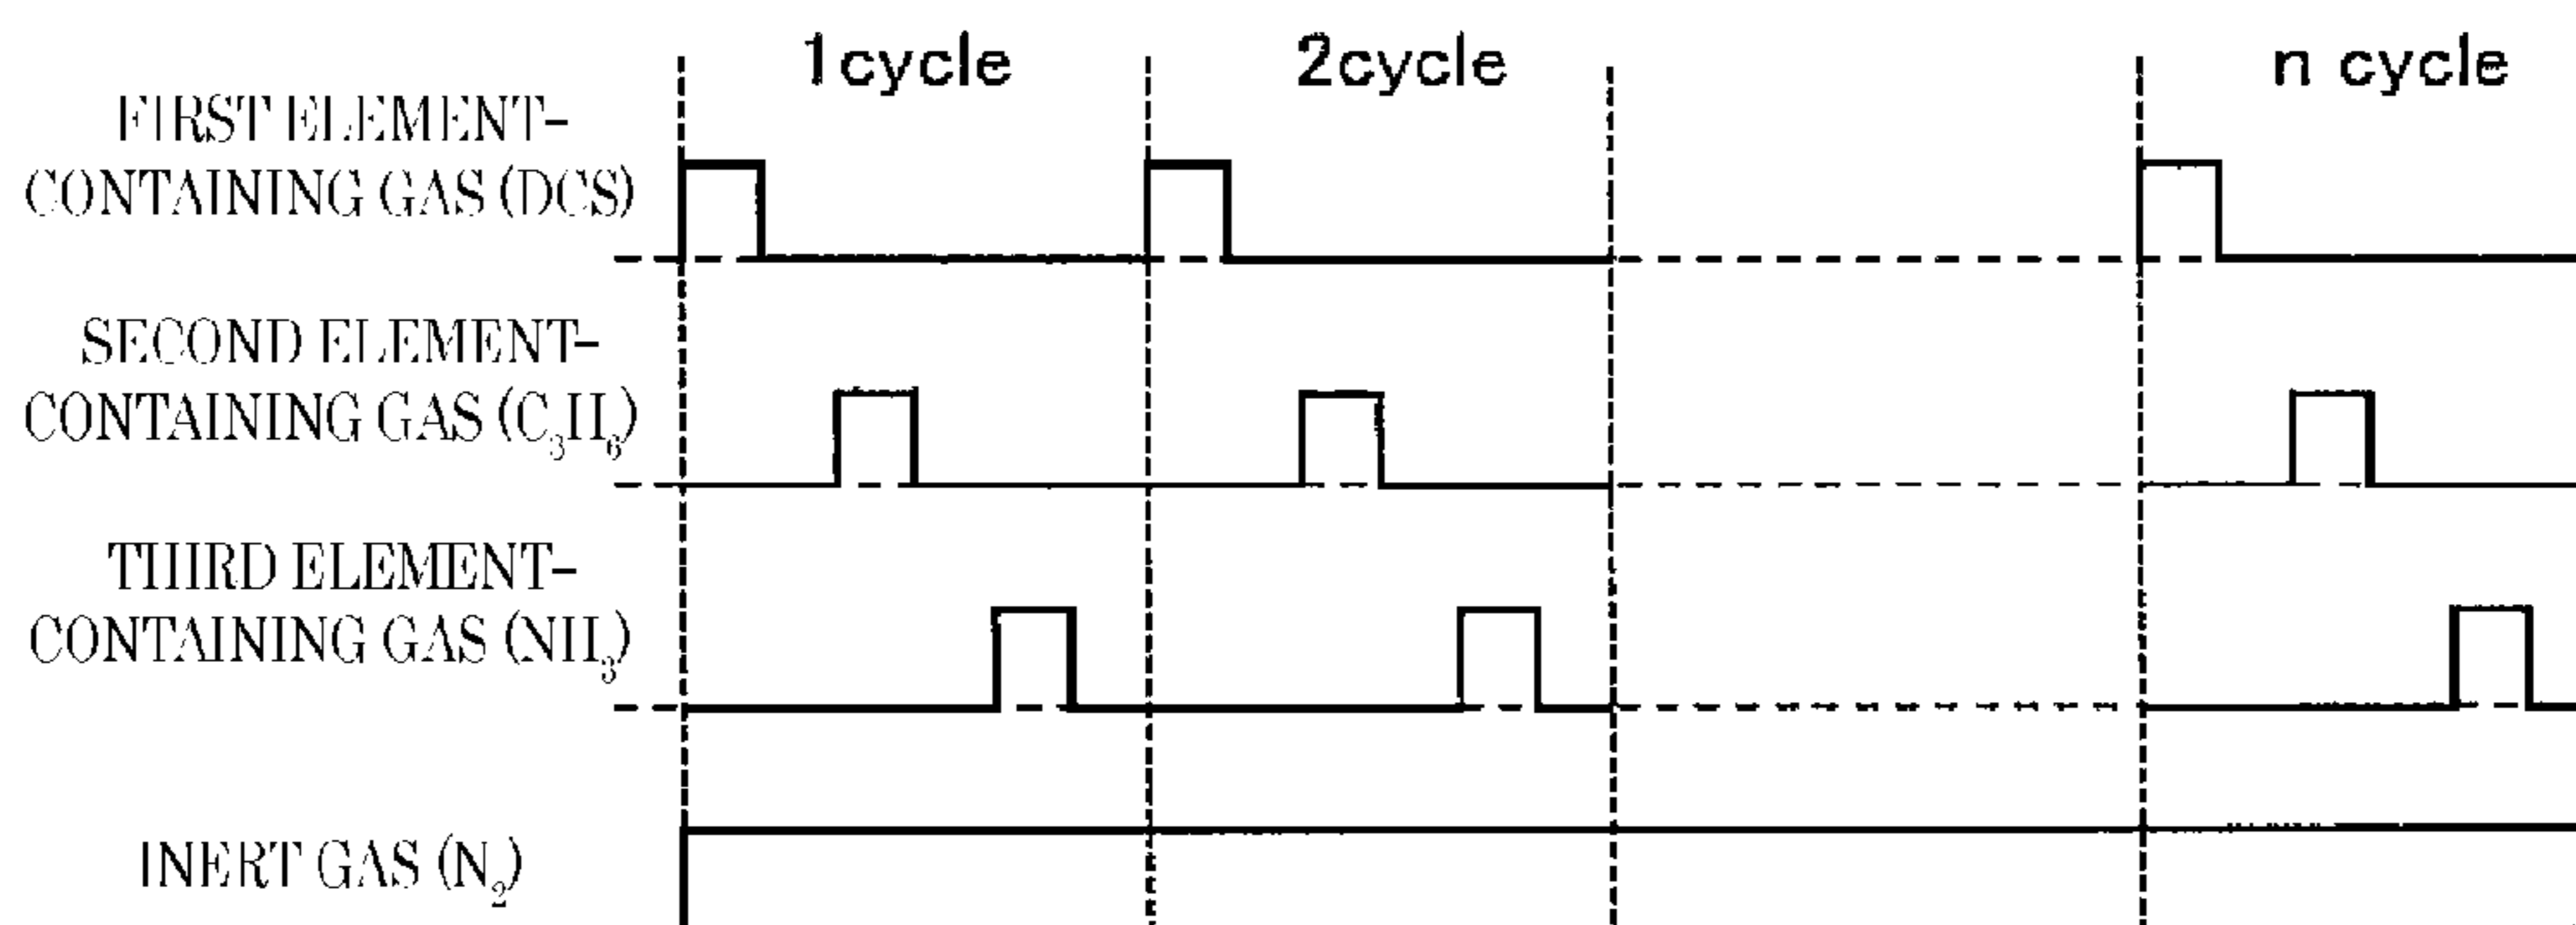 1cycle 2cycle n cycle
FIRST ELEMENT-
CONTAINING GAS (DCS)
SECOND ELEMENT-
CONTAINING GAS (C₃H₆)
THIRD ELEMENT-
CONTAINING GAS (NH₃)
INERT GAS (N₂)